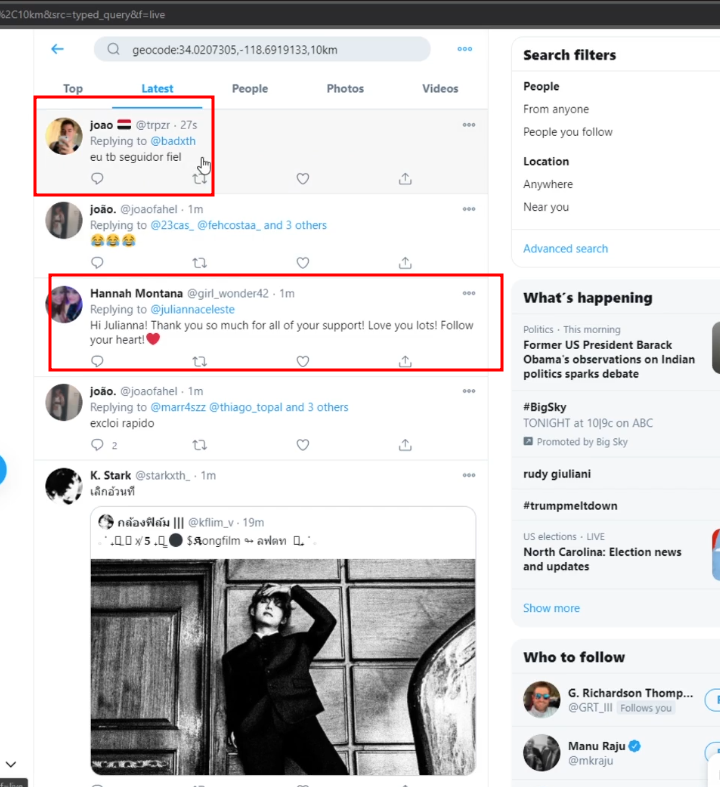 %2C10km&src=typed_query&f=live
geocode:34.0207305,-118.6919133,10km
Top Latest People Photos Videos
joao @trpzr · 27s
Replying to @badxth
eu tb seguidor fiel
joão. @joaofahel · 1m
Replying to @23cas_ @fehcostaa_ and 3 others
😂😂😂
Hannah Montana @girl_wonder42 · 1m
Replying to @juliannaceleste
Hi Julianna! Thank you so much for all of your support! Love you lots! Follow
your heart!❤️
joão. @joaofahel · 1m
Replying to @marr4szz @thiago_topal and 3 others
excloi rapido
2
K. Stark @starkxth_ · 1m
เลิกอ้วนที
กล้องฟิล์ม ||| @kflim_v · 19m
Search filters
People
From anyone
People you follow
Location
Anywhere
Near you
Advanced search
What's happening
Politics · This morning
Former US President Barack
Obama's observations on Indian
politics sparks debate
#BigSky
TONIGHT at 10|9c on ABC
Promoted by Big Sky
rudy giuliani
#trumpmeltdown
US elections · LIVE
North Carolina: Election news
and updates
Show more
Who to follow
G. Richardson Thomp...
@GRT_III Follows you
Manu Raju
@mkraju